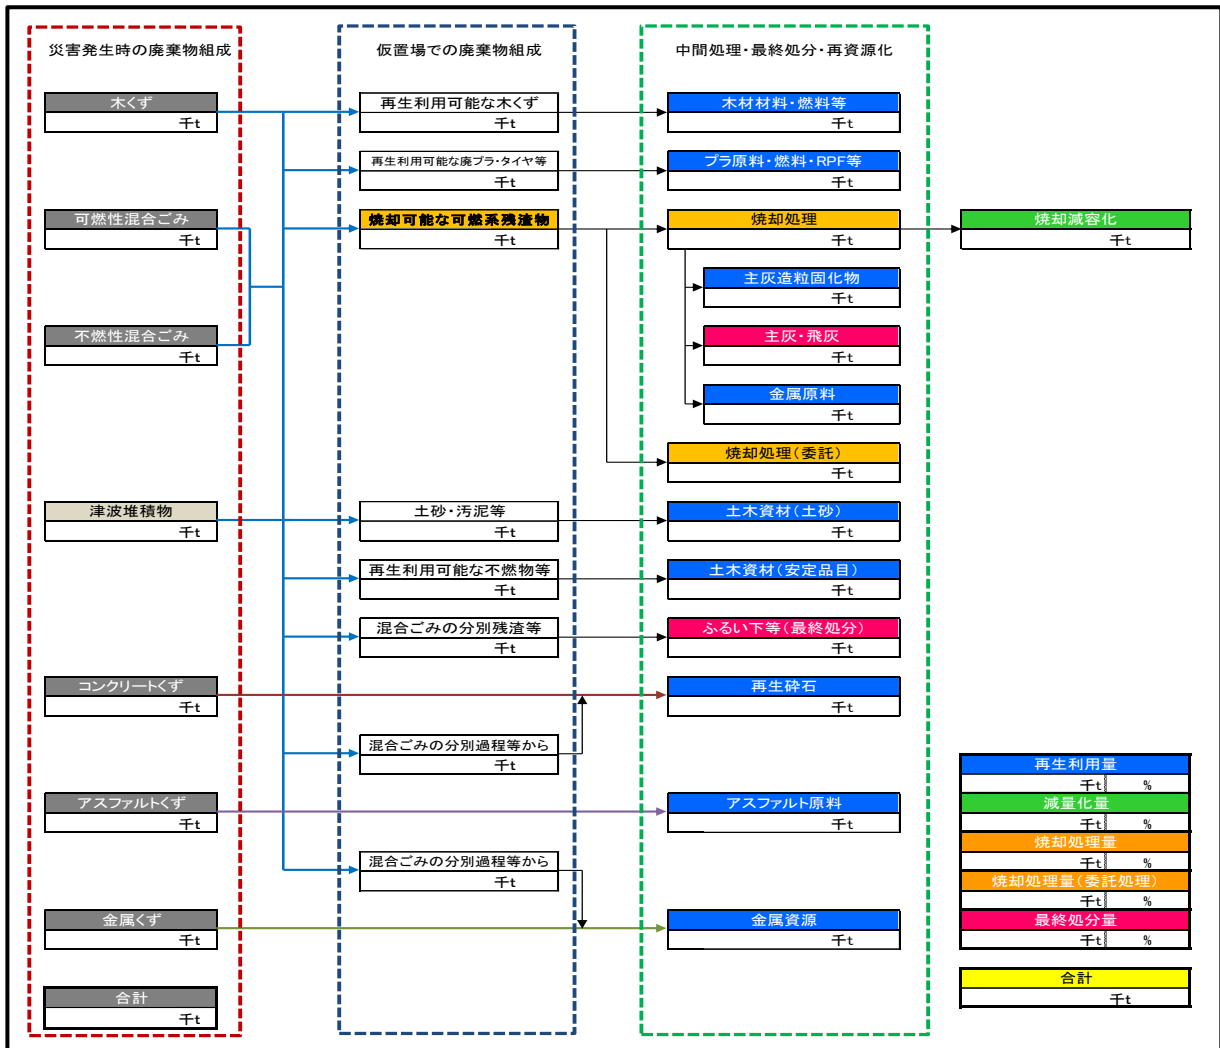 災害発生時の廃棄物組成
仮置場での廃棄物組成
中間処理・最終処分・再資源化
木くず
千t
再生利用可能な木くず
千t
木材材料・燃料等
千t
再生利用可能な廃プラ・タイヤ等
千t
プラ原料・燃料・RPF等
千t
可燃性混合ごみ
千t
焼却可能な可燃系残渣物
千t
焼却処理
千t
焼却減容化
千t
主灰造粒固化物
千t
不燃性混合ごみ
千t
主灰・飛灰
千t
金属原料
千t
焼却処理(委託)
千t
津波堆積物
千t
土砂・汚泥等
千t
土木資材(土砂)
千t
再生利用可能な不燃物等
千t
土木資材(安定品目)
千t
混合ごみの分別残渣等
千t
ふるい下等(最終処分)
千t
コンクリートくず
千t
再生砕石
千t
混合ごみの分別過程等から
千t
アスファルトくず
千t
アスファルト原料
千t
混合ごみの分別過程等から
千t
金属くず
千t
金属資源
千t
合計
千t
再生利用量
千t %
減量化量
千t %
焼却処理量
千t %
焼却処理量(委託処理)
千t %
最終処分量
千t %
合計
千t